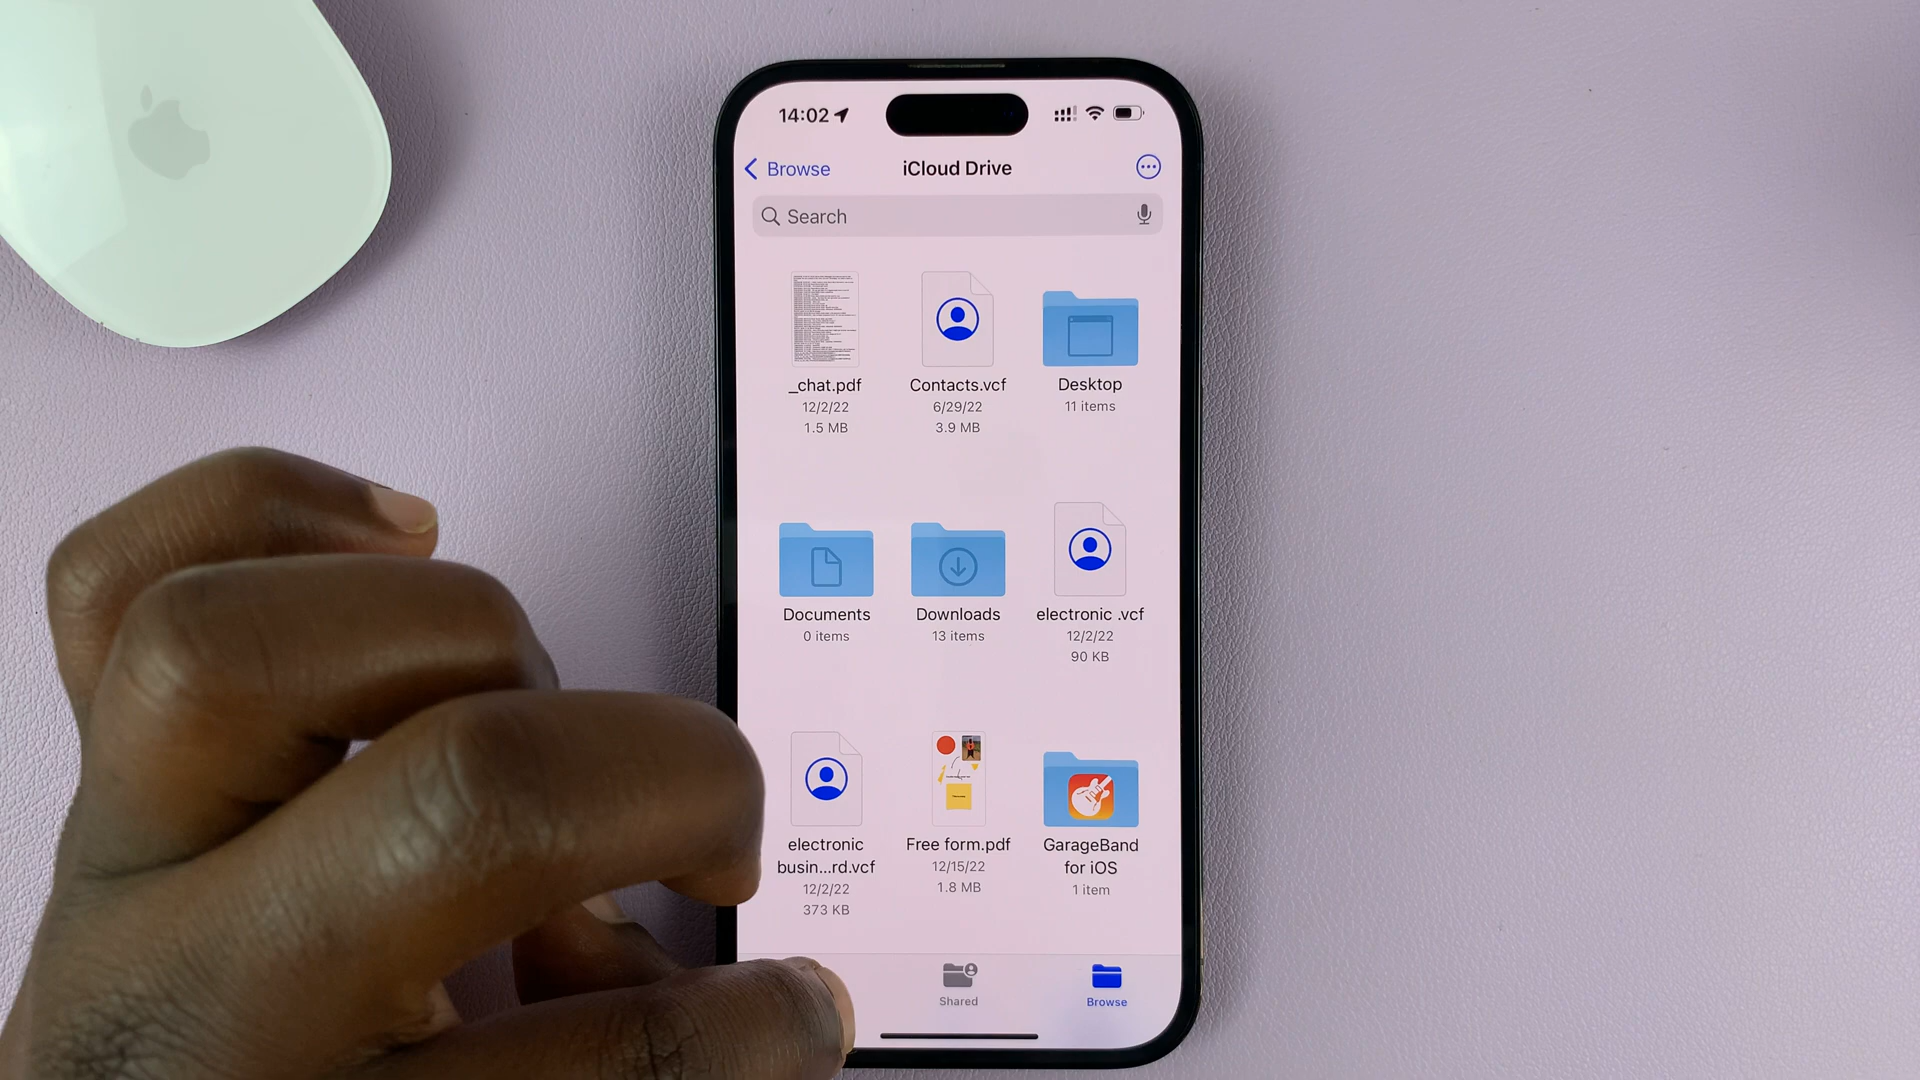 14:02
Browse
iCloud Drive
Search
_chat.pdf
12/2/22
1.5 MB
Contacts.vcf
6/29/22
3.9 MB
Desktop
11 items
Documents
0 items
Downloads
13 items
electronic .vcf
12/2/22
90 KB
electronic
busin...rd.vcf
12/2/22
373 KB
Free form.pdf
12/15/22
1.8 MB
GarageBand
for iOS
1 item
Shared
Browse